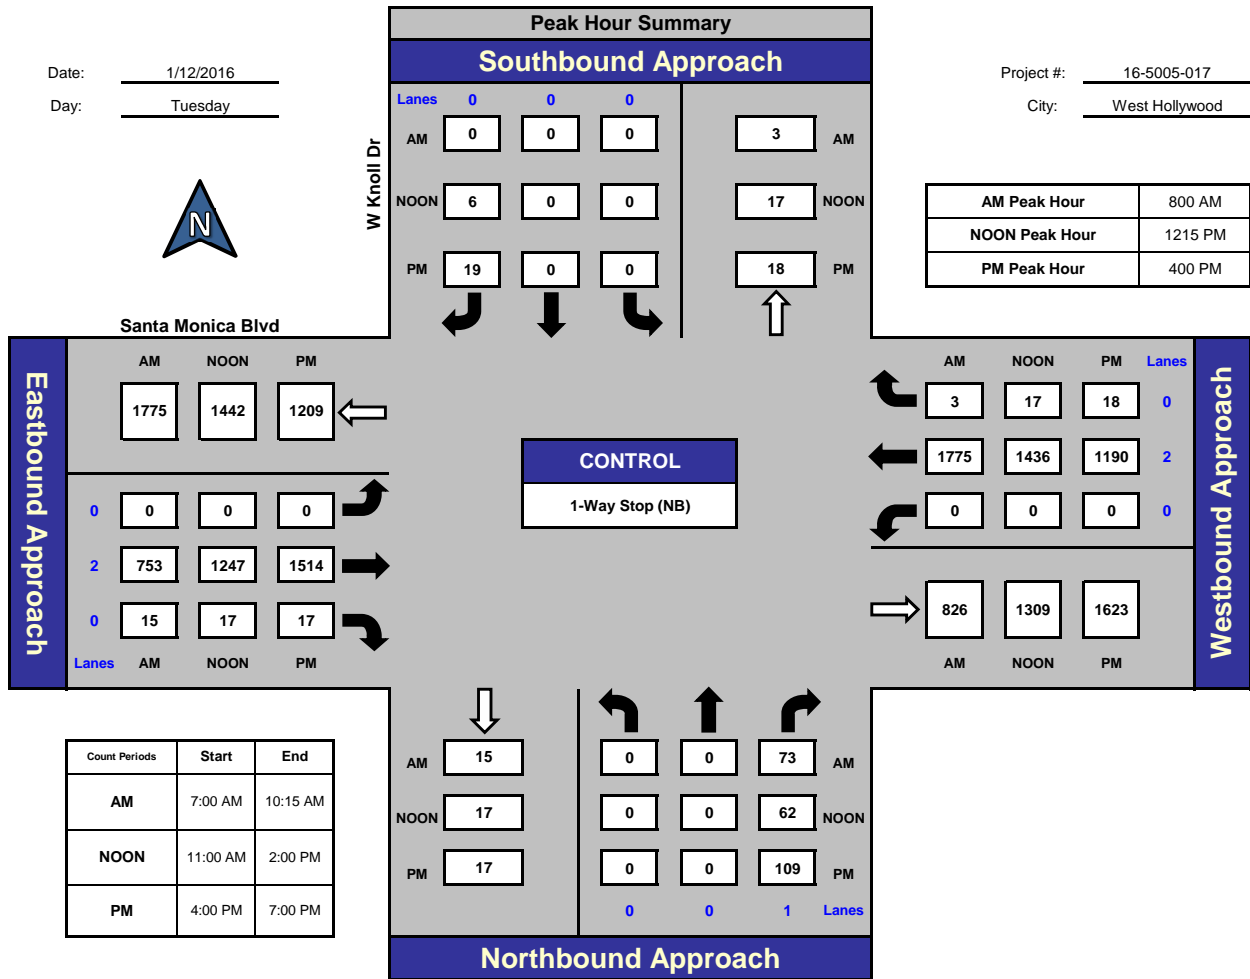 Peak Hour Summary
Southbound Approach
Date: 1/12/2016
Day: Tuesday
Project #: 16-5005-017
City: West Hollywood
W Knoll Dr
N
Lanes 0 0 0
AM 0 0 0 3 AM
NOON 6 0 0 17 NOON
PM 19 0 0 18 PM
AM Peak Hour 800 AM
NOON Peak Hour 1215 PM
PM Peak Hour 400 PM
Santa Monica Blvd
Eastbound Approach
AM NOON PM
1775 1442 1209
0 0 0 0
2 753 1247 1514
0 15 17 17
Lanes AM NOON PM
CONTROL
1-Way Stop (NB)
AM NOON PM Lanes
3 17 18 0
1775 1436 1190 2
0 0 0 0
826 1309 1623
AM NOON PM
Westbound Approach
Count Periods Start End
AM 7:00 AM 10:15 AM
NOON 11:00 AM 2:00 PM
PM 4:00 PM 7:00 PM
AM 15 0 0 73 AM
NOON 17 0 0 62 NOON
PM 17 0 0 109 PM
0 0 1 Lanes
Northbound Approach